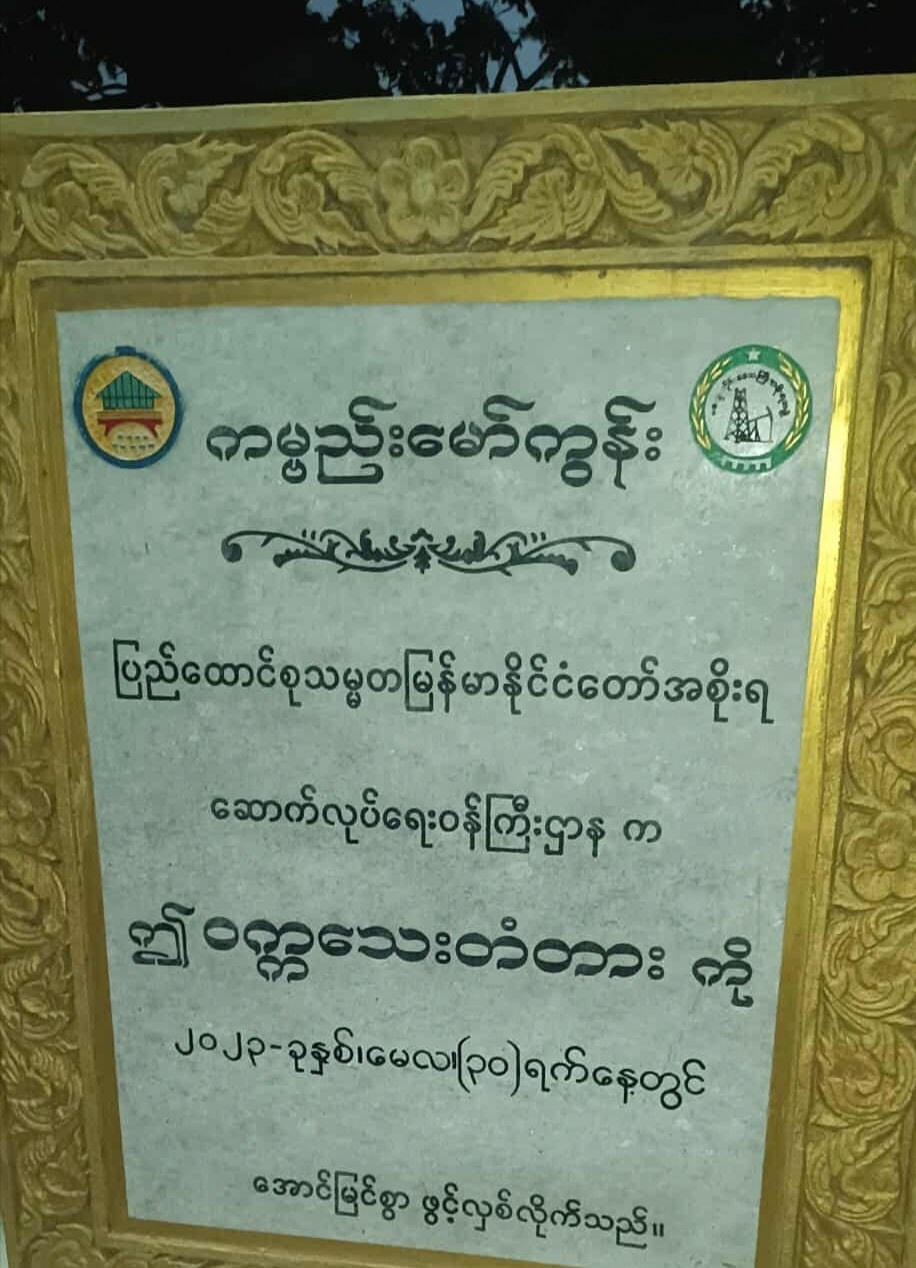 ကမ္ဗည်းမော်ကွန်း
ပြည်ထောင်စုသမ္မတမြန်မာနိုင်ငံတော်အစိုးရ
ဆောက်လုပ်ရေးဝန်ကြီးဌာန က
ဤ ဝက္ကသေးတံတား ကို
၂၀၂၃-ခုနှစ်၊မေလ၊(၃၀)ရက်နေ့တွင်
အောင်မြင်စွာ ဖွင့်လှစ်လိုက်သည်။